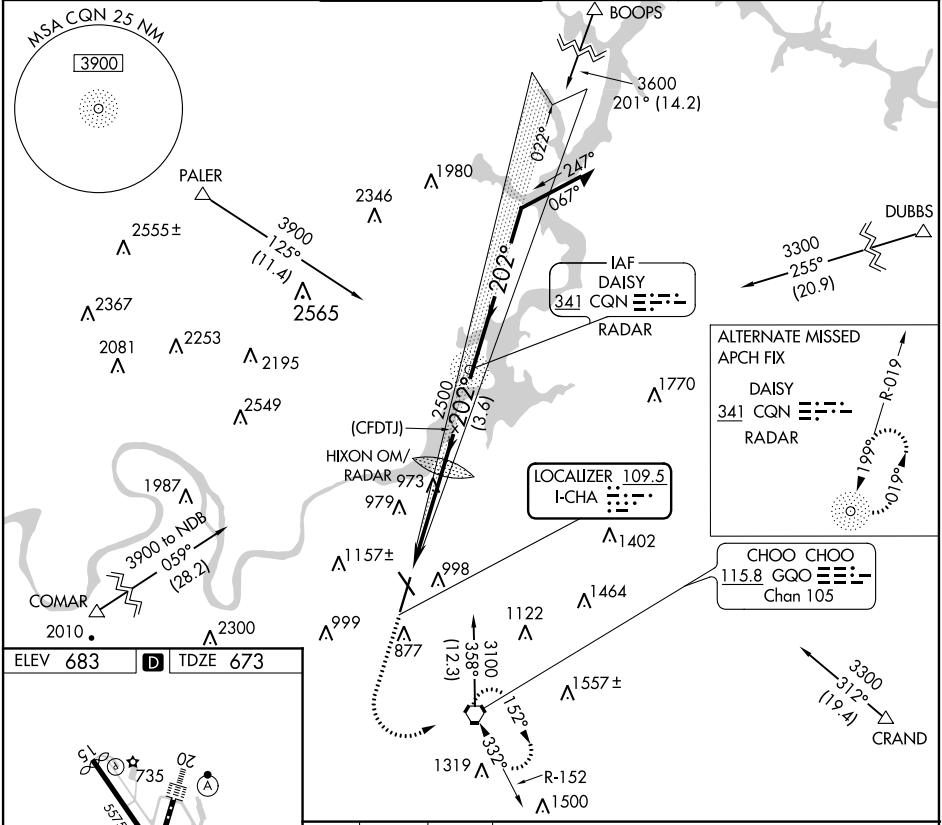 MSA CQN 25 NM
3900
BOOPS
3600
201° (14.2)
022°
247°
067°
PALER
3900
125°
(11.4)
2346
1980
2555±
2565
2367
2253
2081
2195
2549
202°
IAF
DAISY
341 CQN
RADAR
DUBBS
3300
255°
(20.9)
ALTERNATE MISSED
APCH FIX
DAISY
341 CQN
RADAR
R-019
199°
019°
1770
2500
202°
(3.6)
(CFDTJ)
HIXON OM/
RADAR
973
979
1987
LOCALIZER 109.5
I-CHA
1402
3900 to NDB
059°
(28.2)
COMAR
2010
2300
1157±
998
999
877
1122
1464
CHOO CHOO
115.8 GQO
Chan 105
3100
358°
(12.3)
1557±
152°
332°
R-152
1319
1500
3300
312°
(19.4)
CRAND
ELEV 683
D
TDZE 673
15
735
20
A
5575